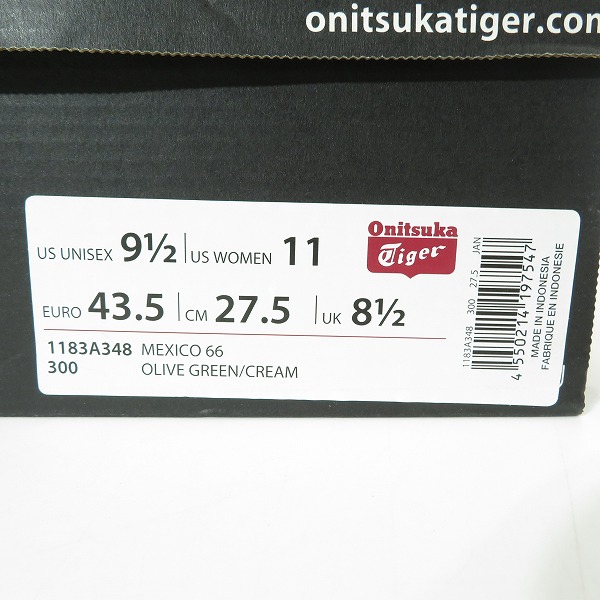 onitsukatiger.com
US UNISEX 9½ US WOMEN 11
Onitsuka
Tiger
EURO 43.5 CM 27.5 UK 8½
1183A348 MEXICO 66
300 OLIVE GREEN/CREAM
1183A348 300 27.5 JAN
4 550214 197547
MADE IN INDONESIA
FABRIQUE EN INDONESIE